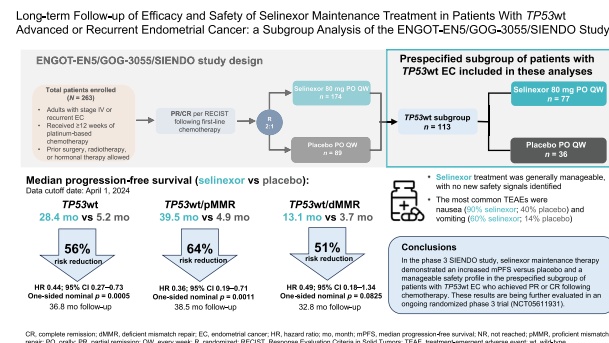 Long-term Follow-up of Efficacy and Safety of Selinexor Maintenance Treatment in Patients With TP53wt
Advanced or Recurrent Endometrial Cancer: a Subgroup Analysis of the ENGOT-EN5/GOG-3055/SIENDO Study
ENGOT-EN5/GOG-3055/SIENDO study design
Total patients enrolled
(N = 263)
• Adults with stage IV or
recurrent EC
• Received ≥12 weeks of
platinum-based
chemotherapy
• Prior surgery, radiotherapy,
or hormonal therapy allowed
PR/CR per RECIST
following first-line
chemotherapy
R
2:1
Selinexor 80 mg PO QW
n = 174
Placebo PO QW
n = 89
Prespecified subgroup of patients with
TP53wt EC included in these analyses
TP53wt subgroup
n = 113
Selinexor 80 mg PO QW
n = 77
Placebo PO QW
n = 36
Median progression-free survival (selinexor vs placebo):
Data cutoff date: April 1, 2024
TP53wt
28.4 mo vs 5.2 mo
56%
risk reduction
HR 0.44; 95% CI 0.27–0.73
One-sided nominal p = 0.0005
36.8 mo follow-up
TP53wt/pMMR
39.5 mo vs 4.9 mo
64%
risk reduction
HR 0.36; 95% CI 0.19–0.71
One-sided nominal p = 0.0011
38.5 mo follow-up
TP53wt/dMMR
13.1 mo vs 3.7 mo
51%
risk reduction
HR 0.49; 95% CI 0.18–1.34
One-sided nominal p = 0.0825
32.8 mo follow-up
• Selinexor treatment was generally manageable,
with no new safety signals identified
• The most common TEAEs were
nausea (90% selinexor; 40% placebo) and
vomiting (60% selinexor; 14% placebo)
Conclusions
In the phase 3 SIENDO study, selinexor maintenance therapy
demonstrated an increased mPFS versus placebo and a
manageable safety profile in the prespecified subgroup of
patients with TP53wt EC who achieved PR or CR following
chemotherapy. These results are being further evaluated in an
ongoing randomized phase 3 trial (NCT05611931).
CR, complete remission; dMMR, deficient mismatch repair; EC, endometrial cancer; HR, hazard ratio; mo, month; mPFS, median progression-free survival; NR, not reached; pMMR, proficient mismatch
repair; PO, orally; PR, partial remission; QW, every week; R, randomized; RECIST, Response Evaluation Criteria in Solid Tumors; TEAE, treatment-emergent adverse event; wt, wild-type.